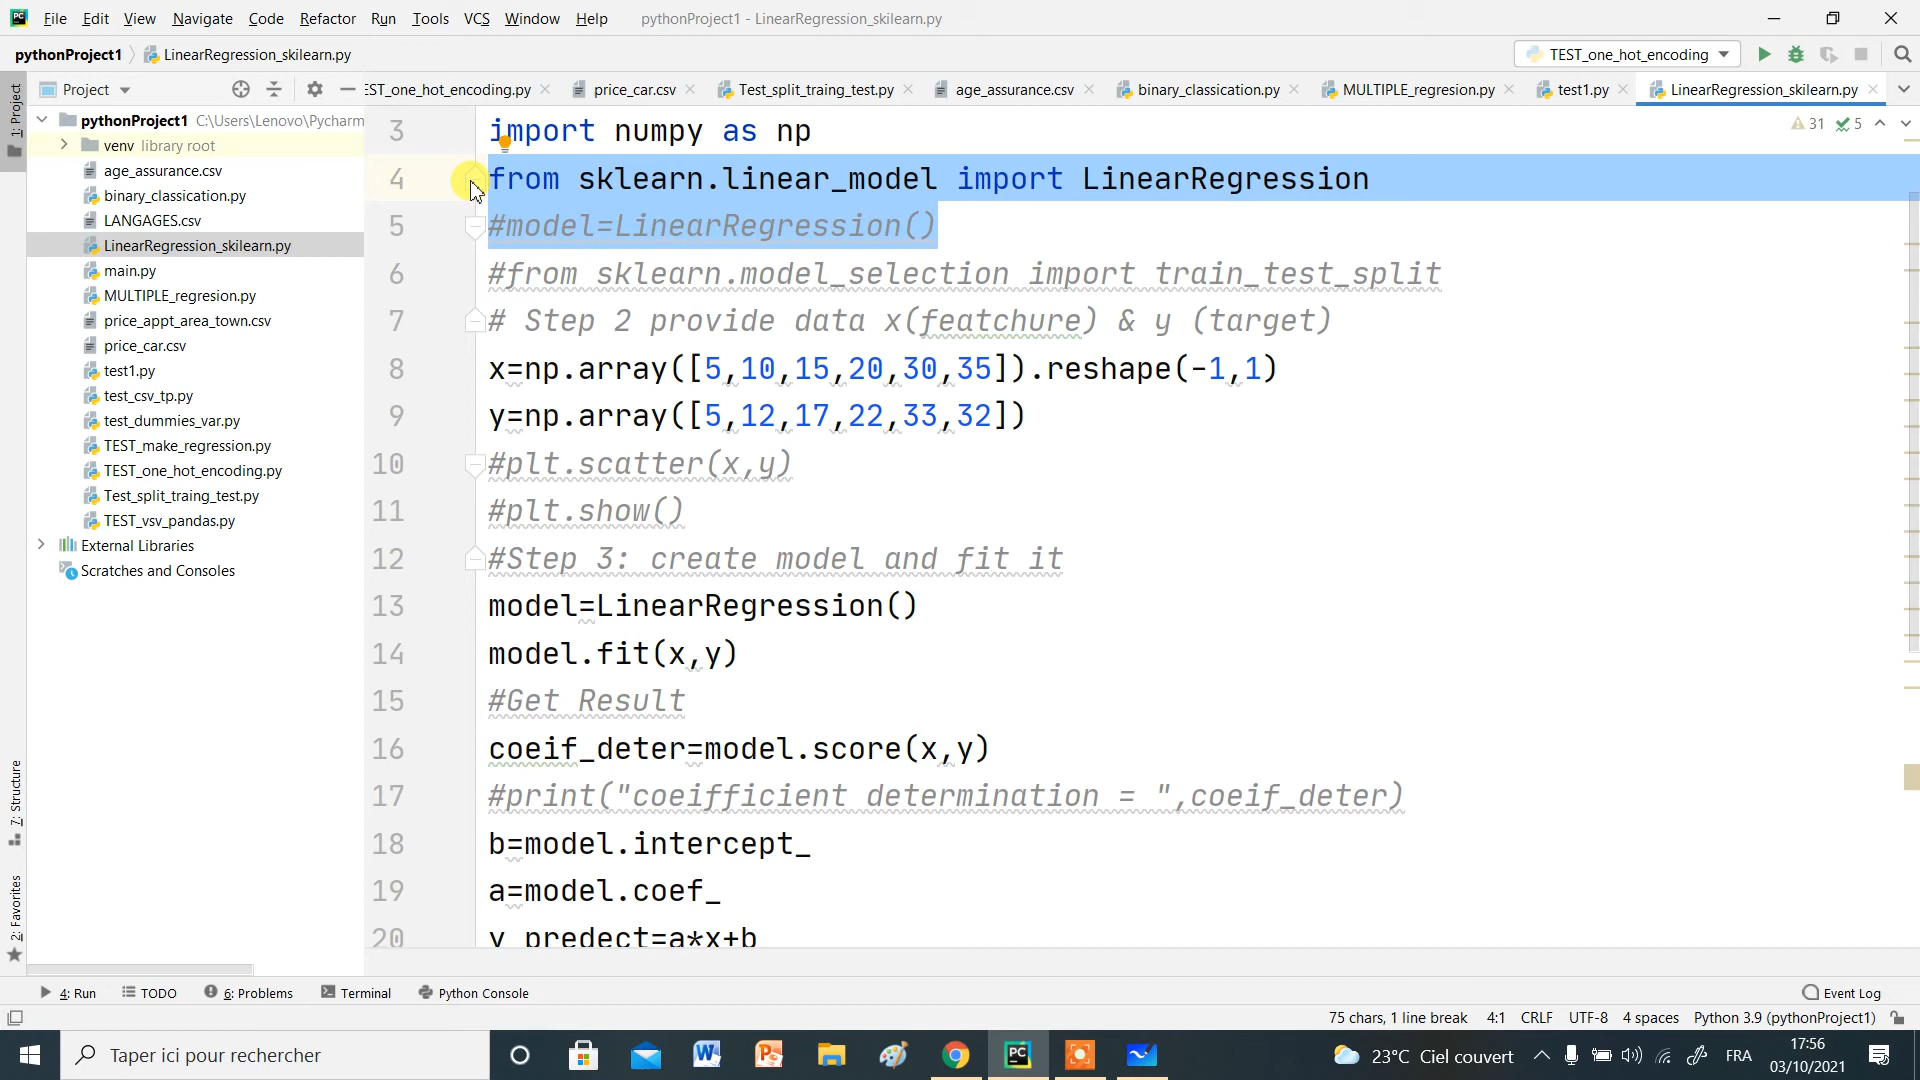 File Edit View Navigate Code Refactor Run Tools VCS Window Help pythonProject1 - LinearRegression_skilearn.py
pythonProject1 LinearRegression_skilearn.py TEST_one_hot_encoding
1: Project
Project
EST_one_hot_encoding.py price_car.csv Test_split_traing_test.py age_assurance.csv binary_classication.py MULTIPLE_regresion.py test1.py LinearRegression_skilearn.py
pythonProject1 C:\Users\Lenovo\Pycharm
venv library root
age_assurance.csv
binary_classication.py
LANGAGES.csv
LinearRegression_skilearn.py
main.py
MULTIPLE_regresion.py
price_appt_area_town.csv
price_car.csv
test1.py
test_csv_tp.py
test_dummies_var.py
TEST_make_regression.py
TEST_one_hot_encoding.py
Test_split_traing_test.py
TEST_vsv_pandas.py
External Libraries
Scratches and Consoles
31 5
3 import numpy as np
4 from sklearn.linear_model import LinearRegression
5 #model=LinearRegression()
6 #from sklearn.model_selection import train_test_split
7 # Step 2 provide data x(featchure) & y (target)
8 x=np.array([5,10,15,20,30,35]).reshape(-1,1)
9 y=np.array([5,12,17,22,33,32])
10 #plt.scatter(x,y)
11 #plt.show()
12 #Step 3: create model and fit it
13 model=LinearRegression()
14 model.fit(x,y)
15 #Get Result
16 coeif_deter=model.score(x,y)
17 #print("coeifficient determination = ",coeif_deter)
18 b=model.intercept_
19 a=model.coef_
20 y_predect=a*x+b
7: Structure
2: Favorites
4: Run TODO 6: Problems Terminal Python Console Event Log
75 chars, 1 line break 4:1 CRLF UTF-8 4 spaces Python 3.9 (pythonProject1)
Taper ici pour rechercher 23°C Ciel couvert FRA 17:56
03/10/2021